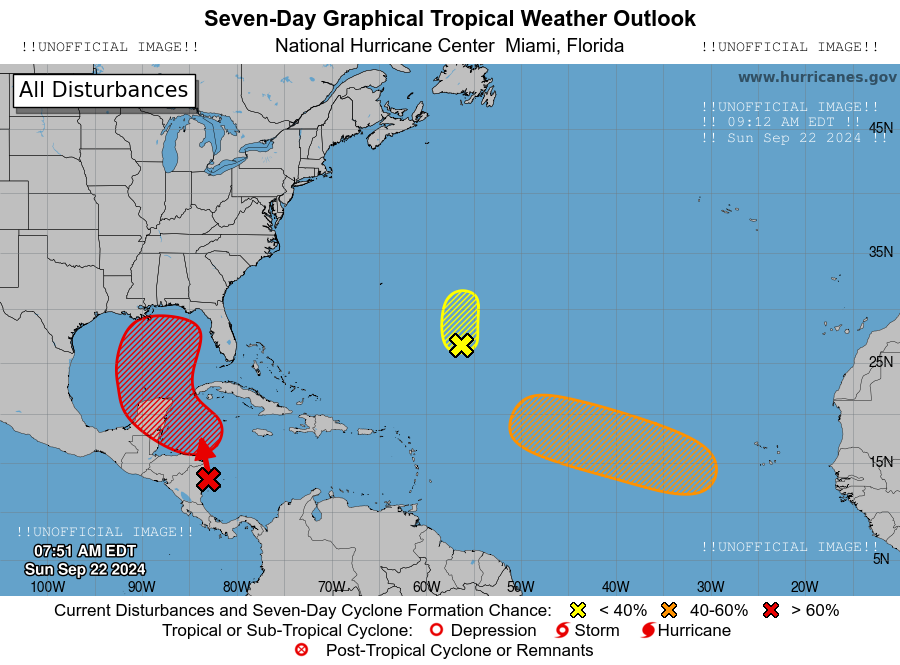 Seven-Day Graphical Tropical Weather Outlook
!!UNOFFICIAL IMAGE!! National Hurricane Center Miami, Florida !!UNOFFICIAL IMAGE!!
All Disturbances
www.hurricanes.gov
!!UNOFFICIAL IMAGE!!
!! 09:12 AM EDT !!
!! Sun Sep 22 2024 !!
45N
35N
25N
15N
!!UNOFFICIAL IMAGE!!
07:51 AM EDT
Sun Sep 22 2024
!!UNOFFICIAL IMAGE!!
5N
100W 90W 80W 70W 60W 50W 40W 30W 20W
Current Disturbances and Seven-Day Cyclone Formation Chance: < 40% 40-60% > 60%
Tropical or Sub-Tropical Cyclone: Depression Storm Hurricane
Post-Tropical Cyclone or Remnants